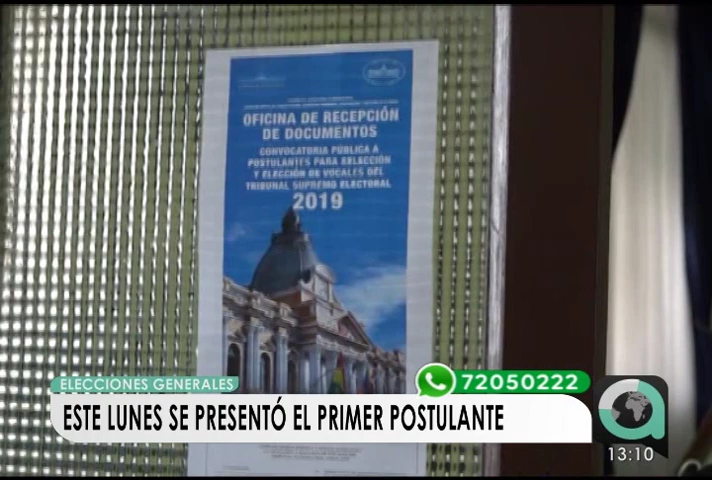 OFICINA DE RECEPCIÓN
DE DOCUMENTOS
CONVOCATORIA PÚBLICA A
POSTULANTES PARA SELECCIÓN
Y ELECCIÓN DE VOCALES DEL
TRIBUNAL SUPREMO ELECTORAL
2019
ELECCIONES GENERALES
72050222
ESTE LUNES SE PRESENTÓ EL PRIMER POSTULANTE
13:10